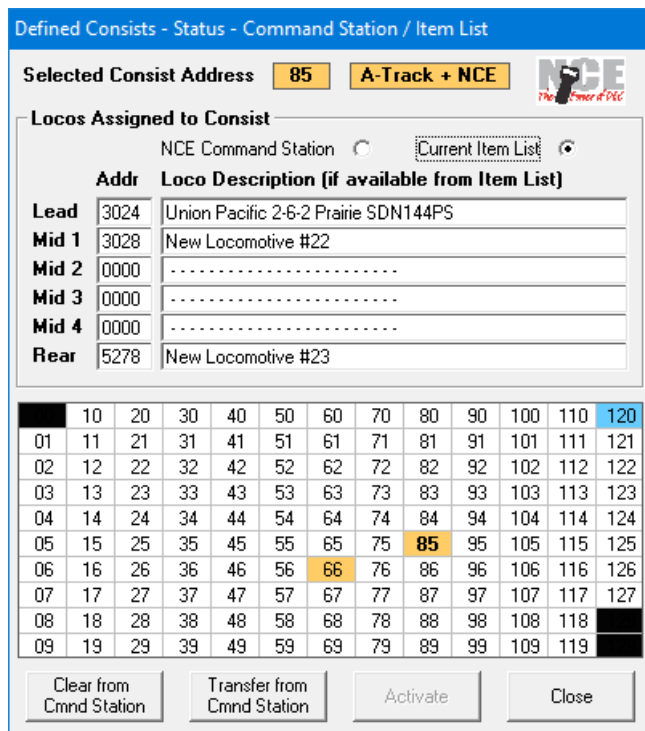 Defined Consists - Status - Command Station / Item List
Selected Consist Address 85 A-Track + NCE
NCE
The Power of DCC
Locos Assigned to Consist
NCE Command Station Current Item List
Addr Loco Description (if available from Item List)
Lead 3024 Union Pacific 2-6-2 Prairie SDN144PS
Mid 1 3028 New Locomotive #22
Mid 2 0000 - - - - - - - - - - - - - - - - - - - - - - - -
Mid 3 0000 - - - - - - - - - - - - - - - - - - - - - - - -
Mid 4 0000 - - - - - - - - - - - - - - - - - - - - - - - -
Rear 5278 New Locomotive #23
10 20 30 40 50 60 70 80 90 100 110 120
01 11 21 31 41 51 61 71 81 91 101 111 121
02 12 22 32 42 52 62 72 82 92 102 112 122
03 13 23 33 43 53 63 73 83 93 103 113 123
04 14 24 34 44 54 64 74 84 94 104 114 124
05 15 25 35 45 55 65 75 85 95 105 115 125
06 16 26 36 46 56 66 76 86 96 106 116 126
07 17 27 37 47 57 67 77 87 97 107 117 127
08 18 28 38 48 58 68 78 88 98 108 118
09 19 29 39 49 59 69 79 89 99 109 119
Clear from Cmnd Station
Transfer from Cmnd Station
Activate
Close